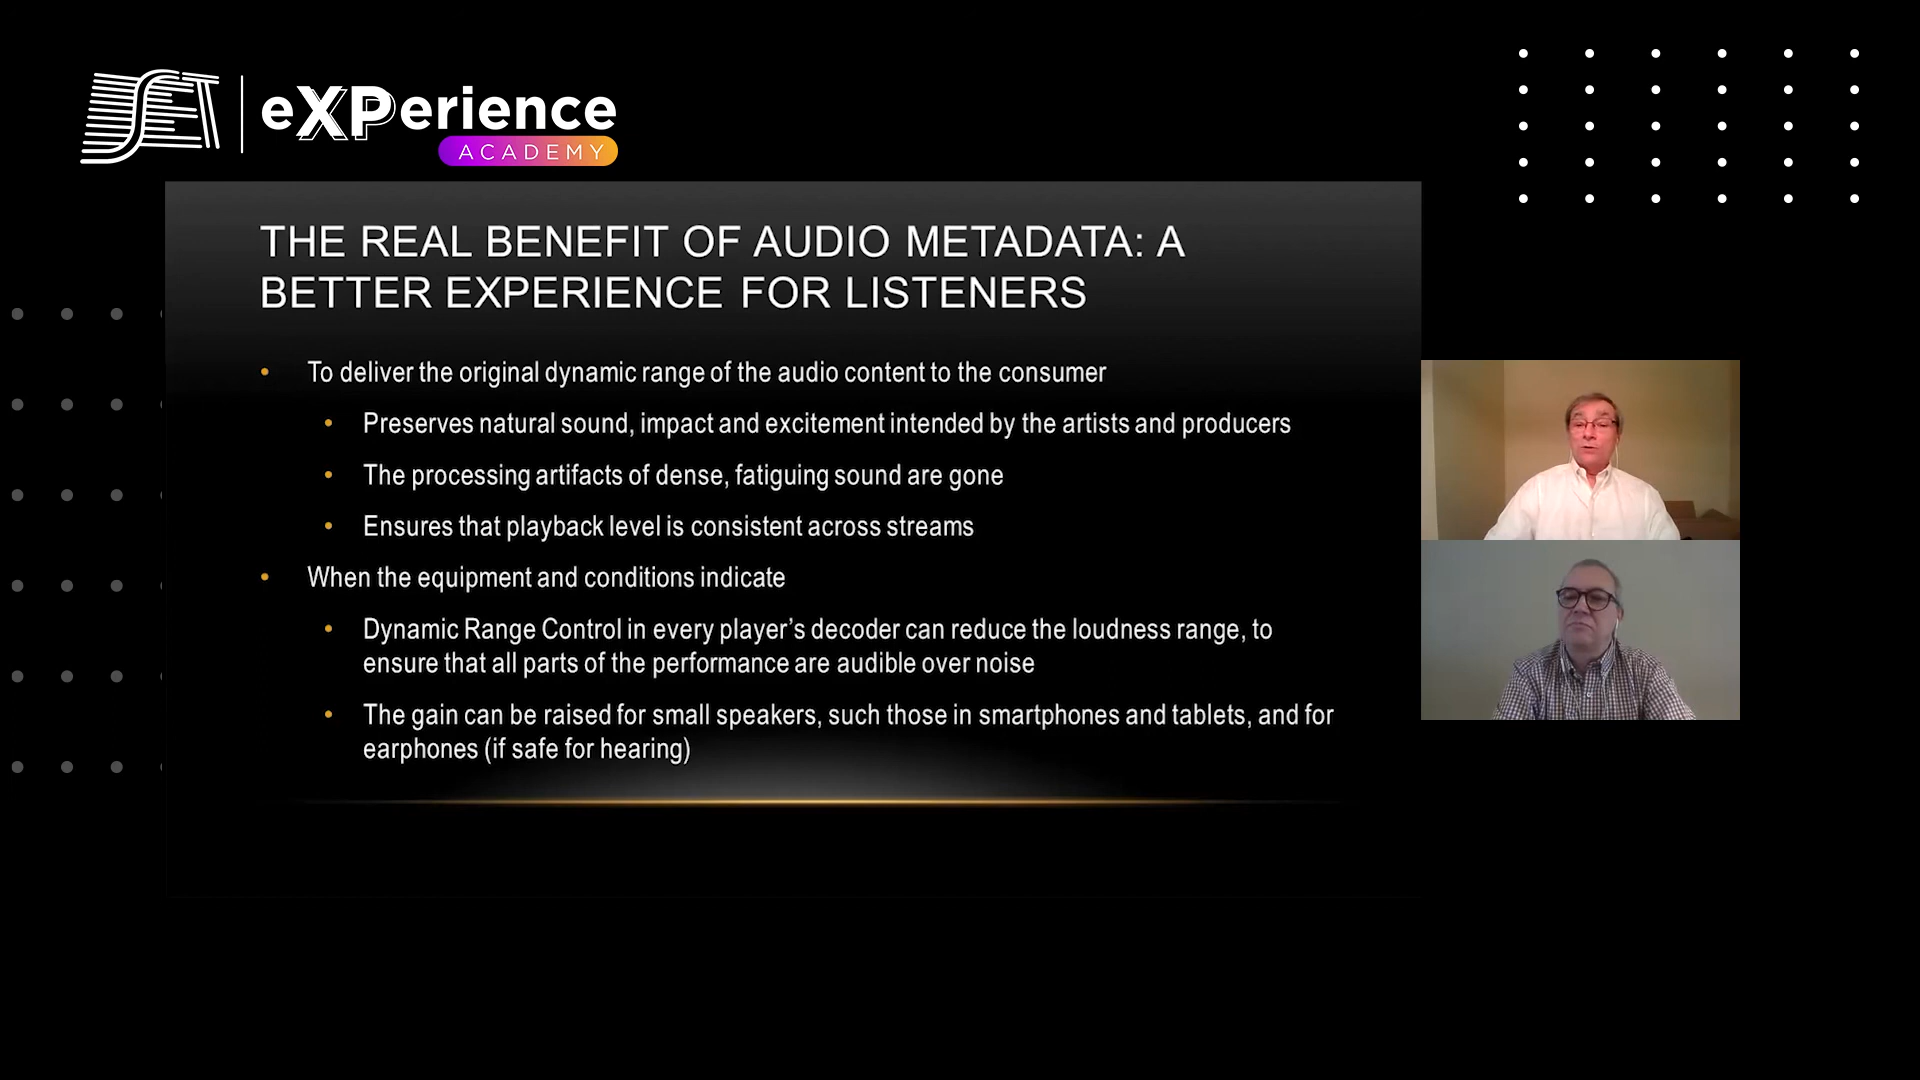 SET
eXPerience
ACADEMY
THE REAL BENEFIT OF AUDIO METADATA: A
BETTER EXPERIENCE FOR LISTENERS
• To deliver the original dynamic range of the audio content to the consumer
• Preserves natural sound, impact and excitement intended by the artists and producers
• The processing artifacts of dense, fatiguing sound are gone
• Ensures that playback level is consistent across streams
• When the equipment and conditions indicate
• Dynamic Range Control in every player’s decoder can reduce the loudness range, to
ensure that all parts of the performance are audible over noise
• The gain can be raised for small speakers, such those in smartphones and tablets, and for
earphones (if safe for hearing)